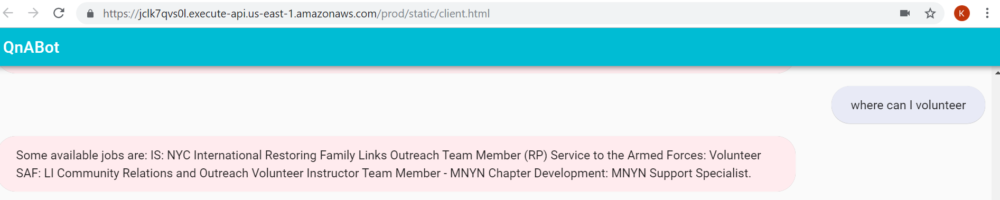 https://jclk7qvs0l.execute-api.us-east-1.amazonaws.com/prod/static/client.html
K
QnABot
where can I volunteer
Some available jobs are: IS: NYC International Restoring Family Links Outreach Team Member (RP) Service to the Armed Forces: Volunteer
SAF: LI Community Relations and Outreach Volunteer Instructor Team Member - MNYN Chapter Development: MNYN Support Specialist.